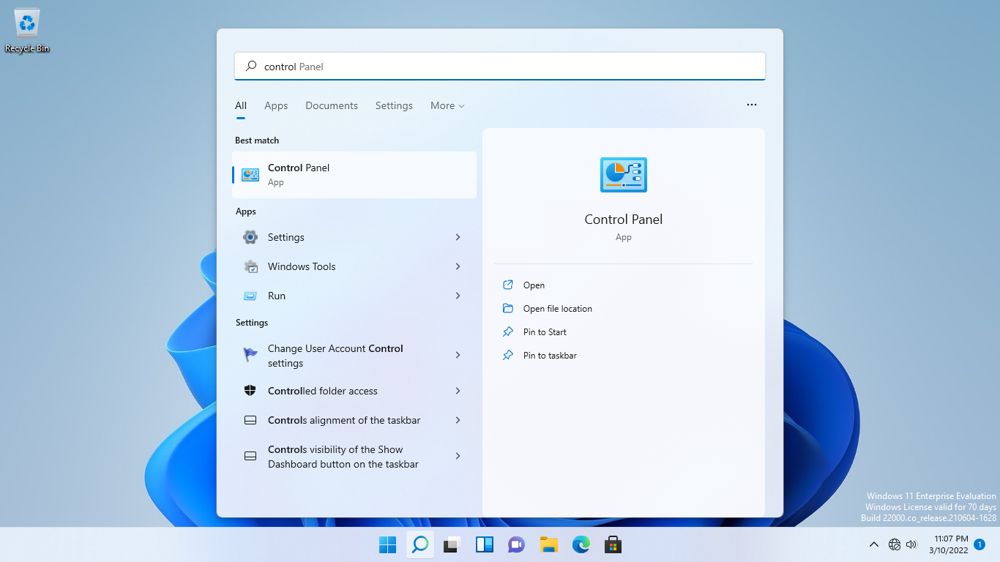 Recycle Bin
control Panel
All Apps Documents Settings More
Best match
Control Panel
App
Apps
Settings
Windows Tools
Run
Settings
Change User Account Control
settings
Controlled folder access
Controls alignment of the taskbar
Controls visibility of the Show
Dashboard button on the taskbar
Control Panel
App
Open
Open file location
Pin to Start
Pin to taskbar
Windows 11 Enterprise Evaluation
Windows License valid for 70 days
Build 22000.co_release.210604-1628
11:07 PM
3/10/2022
1